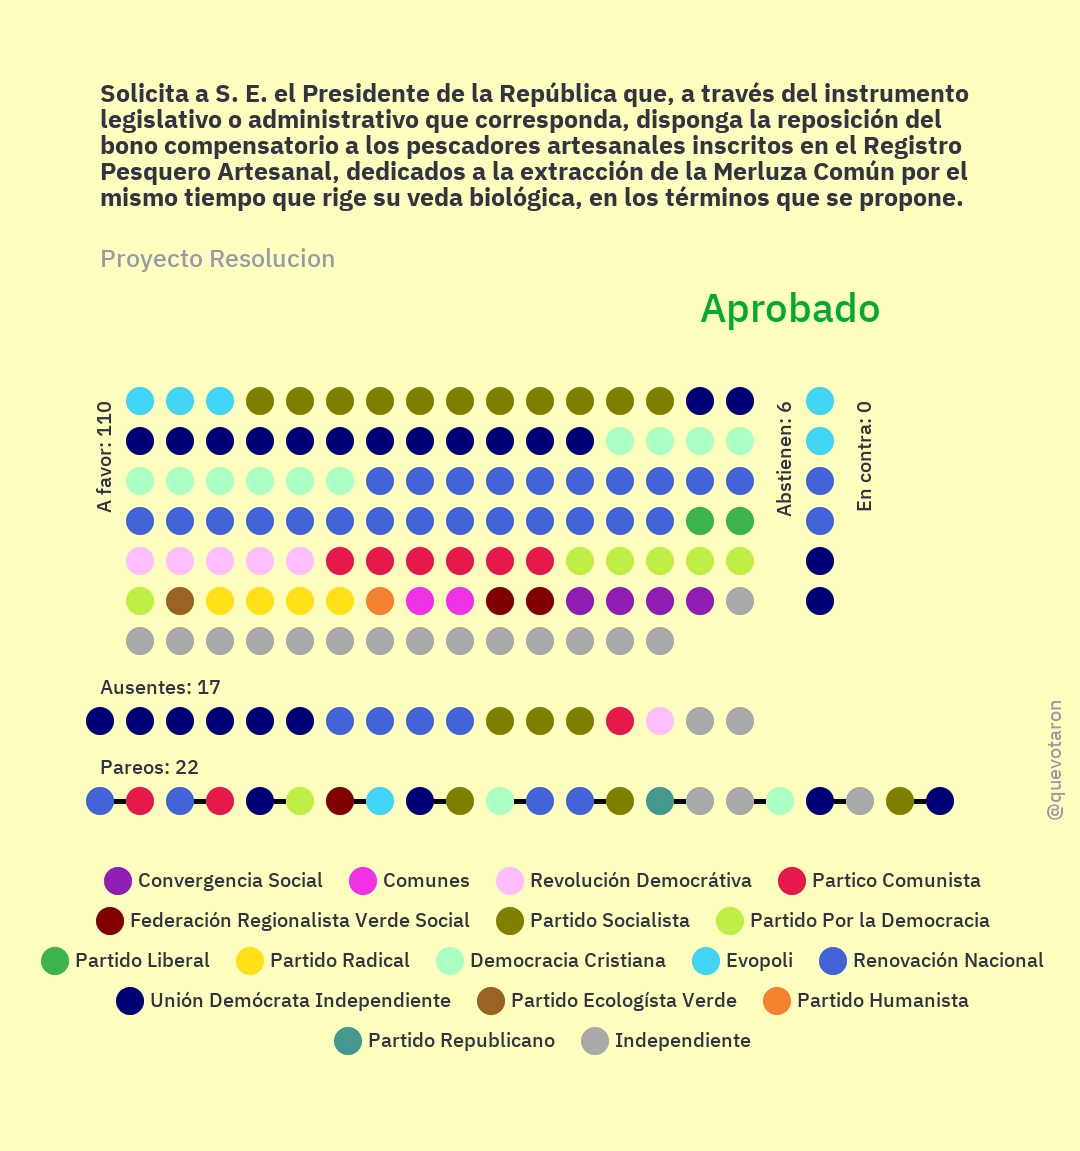 Solicita a S. E. el Presidente de la República que, a través del instrumento
legislativo o administrativo que corresponda, disponga la reposición del
bono compensatorio a los pescadores artesanales inscritos en el Registro
Pesquero Artesanal, dedicados a la extracción de la Merluza Común por el
mismo tiempo que rige su veda biológica, en los términos que se propone.
Proyecto Resolucion
Aprobado
A favor: 110
Abstienen: 6
En contra: 0
Ausentes: 17
Pareos: 22
@quevotaron
Convergencia Social
Comunes
Revolución Democrátiva
Partico Comunista
Federación Regionalista Verde Social
Partido Socialista
Partido Por la Democracia
Partido Liberal
Partido Radical
Democracia Cristiana
Evopoli
Renovación Nacional
Unión Demócrata Independiente
Partido Ecologísta Verde
Partido Humanista
Partido Republicano
Independiente